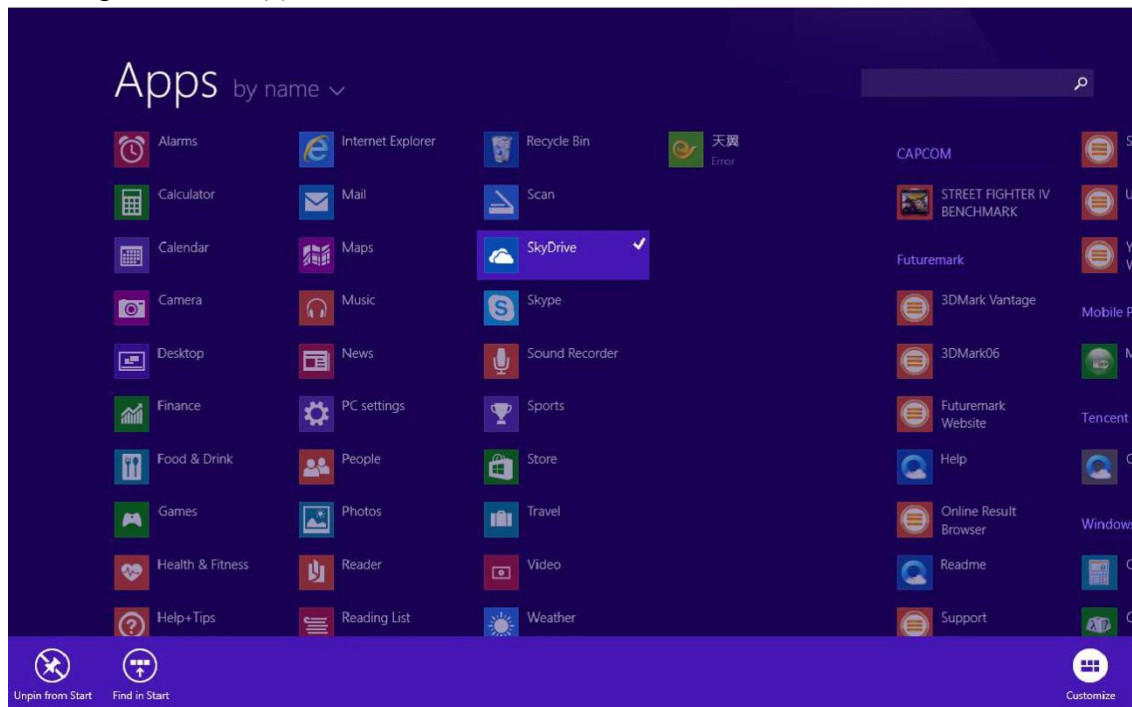 Apps by name
Alarms
Calculator
Calendar
Camera
Desktop
Finance
Food & Drink
Games
Health & Fitness
Help+Tips
Internet Explorer
Mail
Maps
Music
News
PC settings
People
Photos
Reader
Reading List
Recycle Bin
Scan
SkyDrive
Skype
Sound Recorder
Sports
Store
Travel
Video
Weather
天翼
Error
CAPCOM
STREET FIGHTER IV
BENCHMARK
Futuremark
3DMark Vantage
3DMark06
Futuremark
Website
Help
Online Result
Browser
Readme
Support
Mobile P
Tencent
Windows
Unpin from Start
Find in Start
Customize